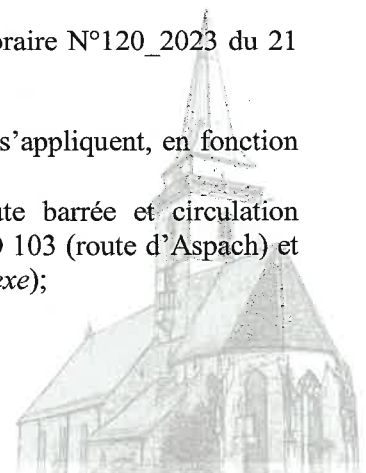 oraire N°120_2023 du 21
s'appliquent, en fonction
ute barrée et circulation
103 (route d'Aspach) et
exe);